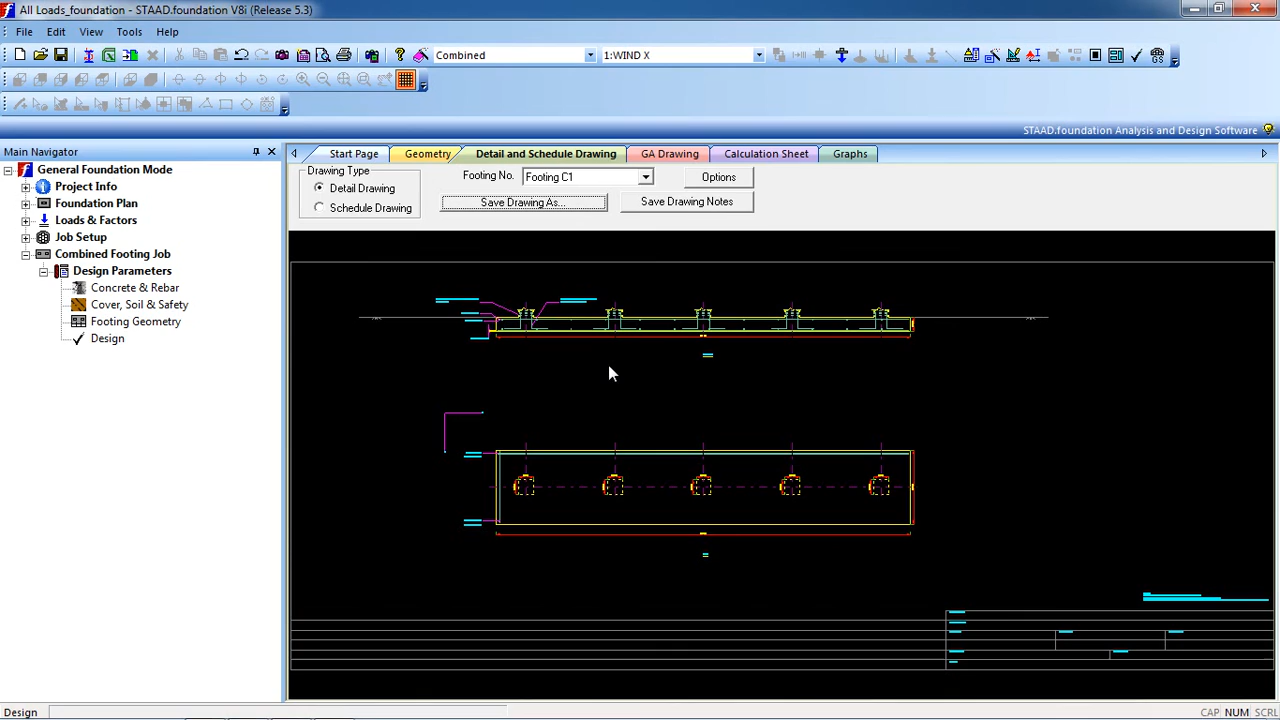 All Loads_foundation - STAAD.foundation V8i (Release 5.3)
File Edit View Tools Help
Combined 1:WIND X
STAAD.foundation Analysis and Design Software
Main Navigator
Start Page Geometry Detail and Schedule Drawing GA Drawing Calculation Sheet Graphs
General Foundation Mode
Project Info
Foundation Plan
Loads & Factors
Job Setup
Combined Footing Job
Design Parameters
Concrete & Rebar
Cover, Soil & Safety
Footing Geometry
Design
Drawing Type
Detail Drawing
Schedule Drawing
Footing No. Footing C1 Options
Save Drawing As... Save Drawing Notes
Design CAP NUM SCRL